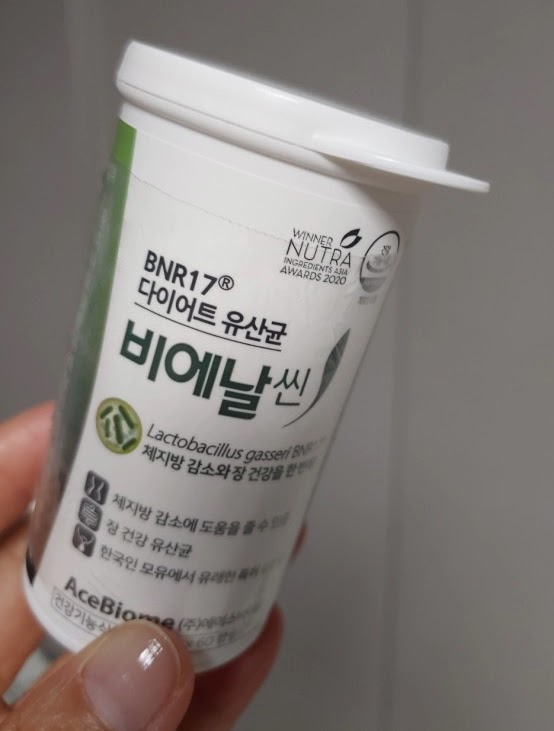 WINNER
NUTRA
INGREDIENTS ASIA
AWARDS 2020
BNR17®
다이어트 유산균
비에날씬
Lactobacillus gasseri
체지방 감소와 장 건강을 한
체지방 감소에 도움을 줄 수
장 건강 유산균
한국인 모유에서 유래한
AceBiome